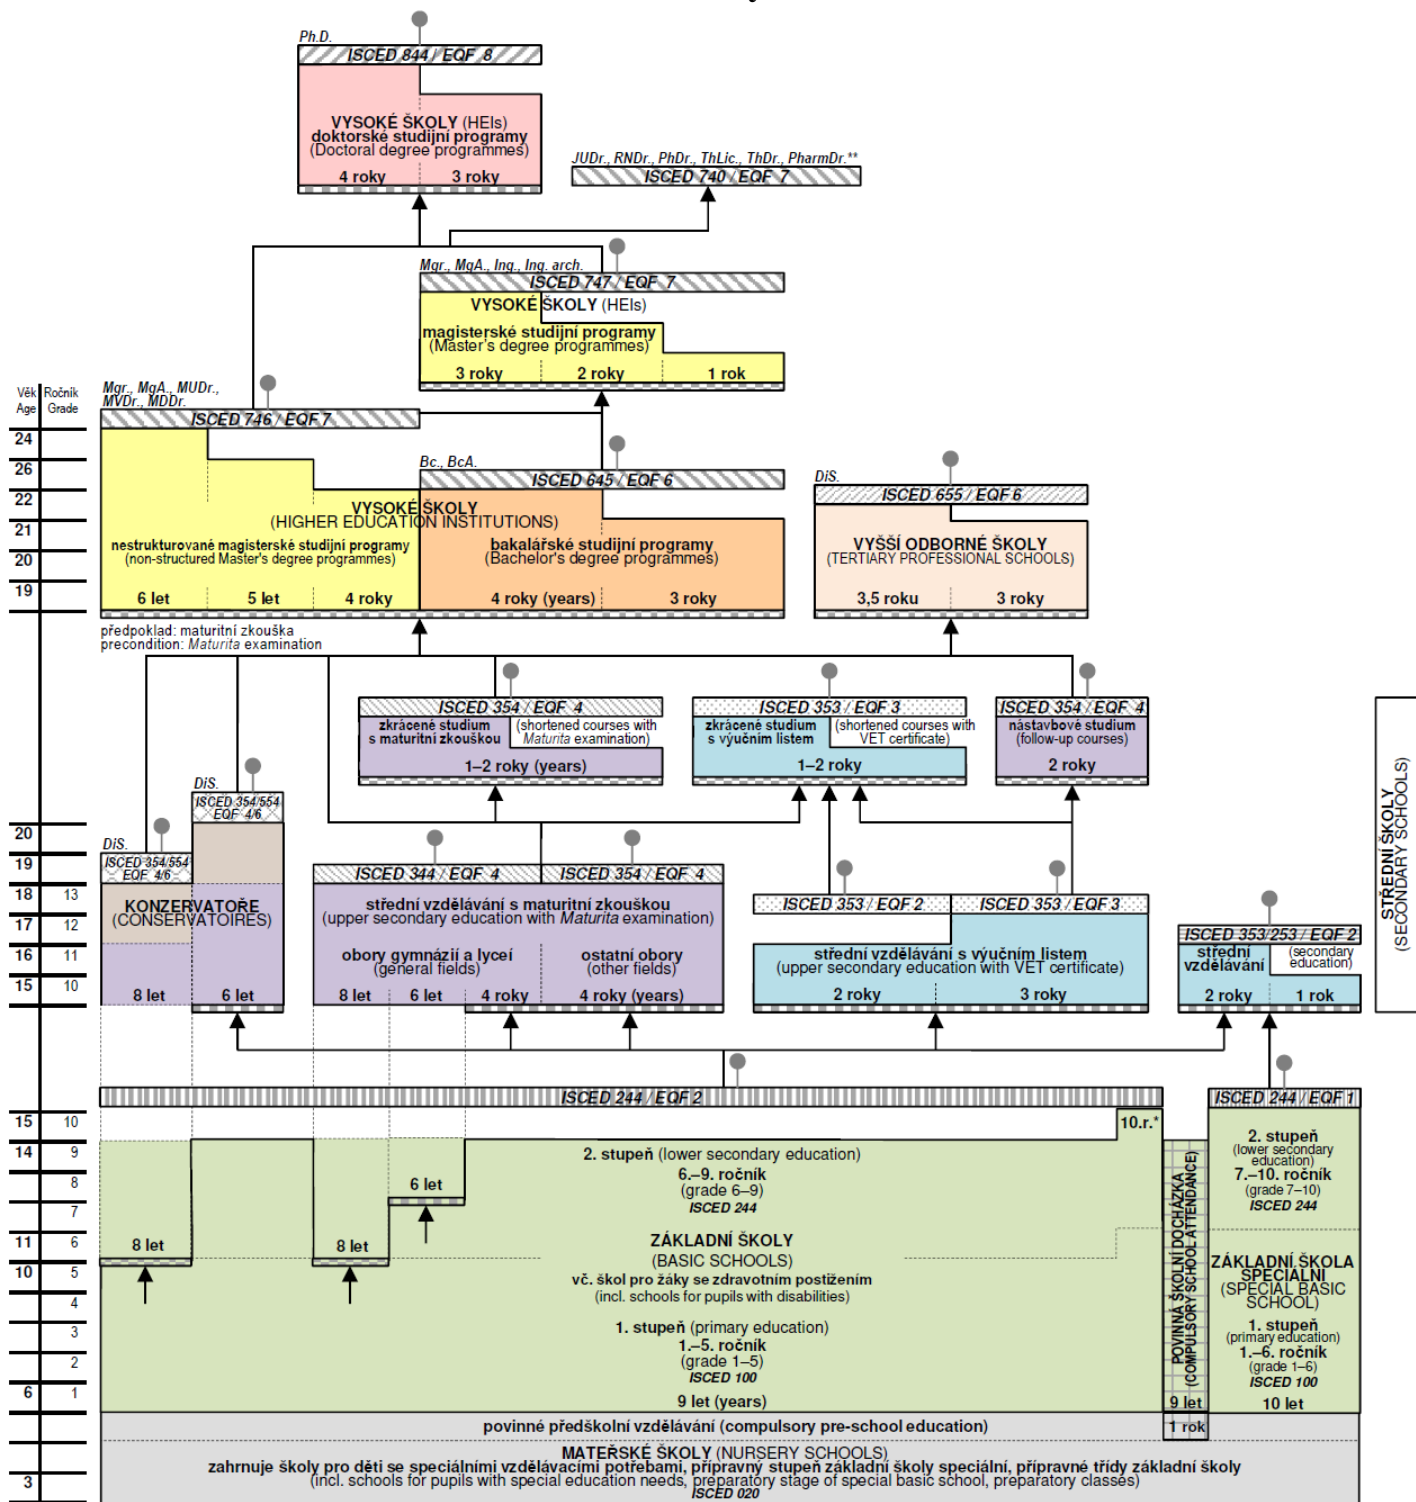 Ph.D.
ISCED 844 / EQF 8
VYSOKÉ ŠKOLY (HEIs)
doktorské studijní programy
(Doctoral degree programmes)
4 roky
3 roky
JUDr., RNDr., PhDr., ThLic., ThDr., PharmDr.**
ISCED 740 / EQF 7
Mgr., MgA., Ing., Ing. arch.
ISCED 747 / EQF 7
VYSOKÉ ŠKOLY (HEIs)
magisterské studijní programy
(Master's degree programmes)
3 roky
2 roky
1 rok
Věk Ročník
Age Grade
Mgr., MgA., MUDr.,
MVDr., MDDr.
ISCED 746 / EQF 7
24
26
22
21
20
19
Bc., BcA.
ISCED 645 / EQF 6
VYSOKÉ ŠKOLY
(HIGHER EDUCATION INSTITUTIONS)
nestrukturované magisterské studijní programy
(non-structured Master's degree programmes)
6 let
5 let
4 roky
bakalářské studijní programy
(Bachelor's degree programmes)
4 roky (years)
3 roky
DiS.
ISCED 655 / EQF 6
VYŠŠÍ ODBORNÉ ŠKOLY
(TERTIARY PROFESSIONAL SCHOOLS)
3,5 roku
3 roky
předpoklad: maturitní zkouška
precondition: Maturita examination
ISCED 354 / EQF 4
zkrácené studium
s maturitní zkouškou
(shortened courses with
Maturita examination)
1–2 roky (years)
ISCED 353 / EQF 3
zkrácené studium
s výučním listem
(shortened courses with
VET certificate)
1–2 roky
ISCED 354 / EQF 4
nástavbové studium
(follow-up courses)
2 roky
STŘEDNÍ ŠKOLY
(SECONDARY SCHOOLS)
20
19
18 13
17 12
16 11
15 10
DiS.
ISCED 354/554
EQF 4/6
DiS.
ISCED 354/554
EQF 4/6
KONZERVATOŘE
(CONSERVATOIRES)
8 let
6 let
ISCED 344 / EQF 4
ISCED 354 / EQF 4
střední vzdělávání s maturitní zkouškou
(upper secondary education with Maturita examination)
obory gymnázií a lyceí
(general fields)
ostatní obory
(other fields)
8 let
6 let
4 roky
4 roky (years)
ISCED 353 / EQF 2
ISCED 353 / EQF 3
střední vzdělávání s výučním listem
(upper secondary education with VET certificate)
2 roky
3 roky
ISCED 353/253 / EQF 2
střední
vzdělávání
(secondary
education)
2 roky
1 rok
ISCED 244 / EQF 2
ISCED 244 / EQF 1
15 10
14 9
8
7
11 6
10 5
4
3
2
6 1
3
10.r.*
2. stupeň (lower secondary education)
6.–9. ročník
(grade 6–9)
ISCED 244
6 let
8 let
8 let
ZÁKLADNÍ ŠKOLY
(BASIC SCHOOLS)
vč. škol pro žáky se zdravotním postižením
(incl. schools for pupils with disabilities)
1. stupeň (primary education)
1.–5. ročník
(grade 1–5)
ISCED 100
9 let (years)
POVINNÁ ŠKOLNÍ DOCHÁZKA
(COMPULSORY SCHOOL ATTENDANCE)
9 let
1 rok
2. stupeň
(lower secondary
education)
7.–10. ročník
(grade 7–10)
ISCED 244
ZÁKLADNÍ ŠKOLA
SPECIÁLNÍ
(SPECIAL BASIC
SCHOOL)
1. stupeň
(primary education)
1.–6. ročník
(grade 1–6)
ISCED 100
10 let
povinné předškolní vzdělávání (compulsory pre-school education)
MATEŘSKÉ ŠKOLY (NURSERY SCHOOLS)
zahrnuje školy pro děti se speciálními vzdělávacími potřebami, přípravný stupeň základní školy speciální, přípravné třídy základní školy
(incl. schools for pupils with special education needs, preparatory stage of special basic school, preparatory classes)
ISCED 020